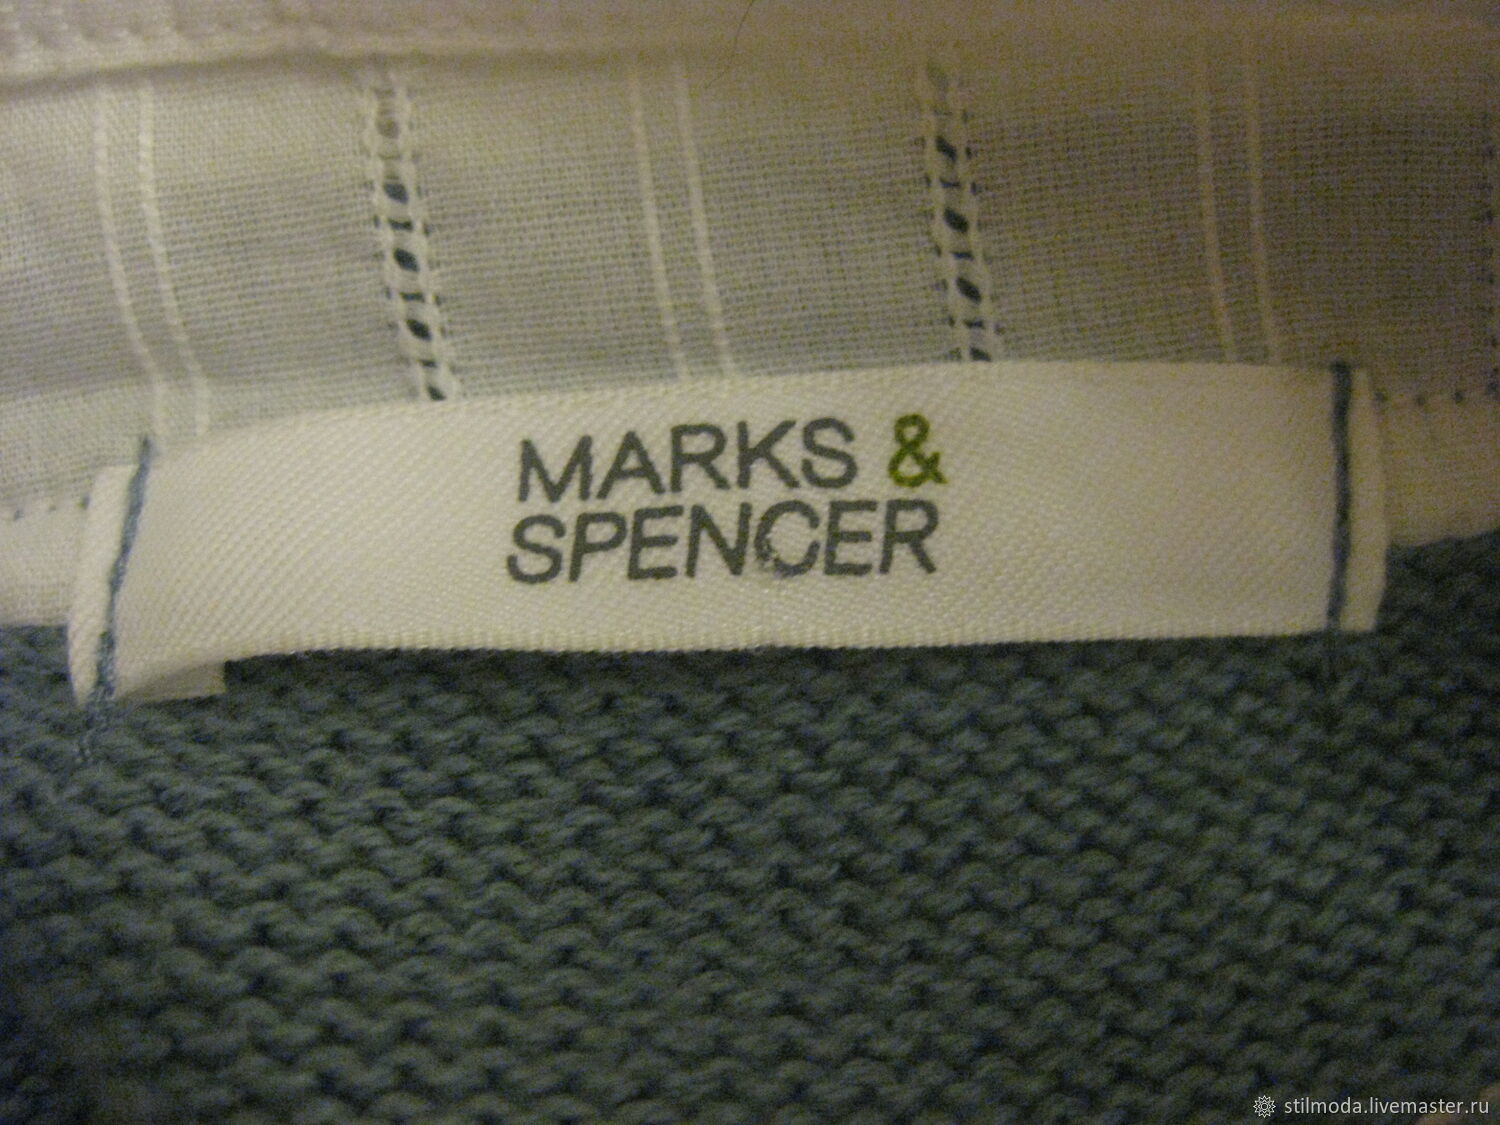 MARKS &
SPENCER
stilmoda.livemaster.ru